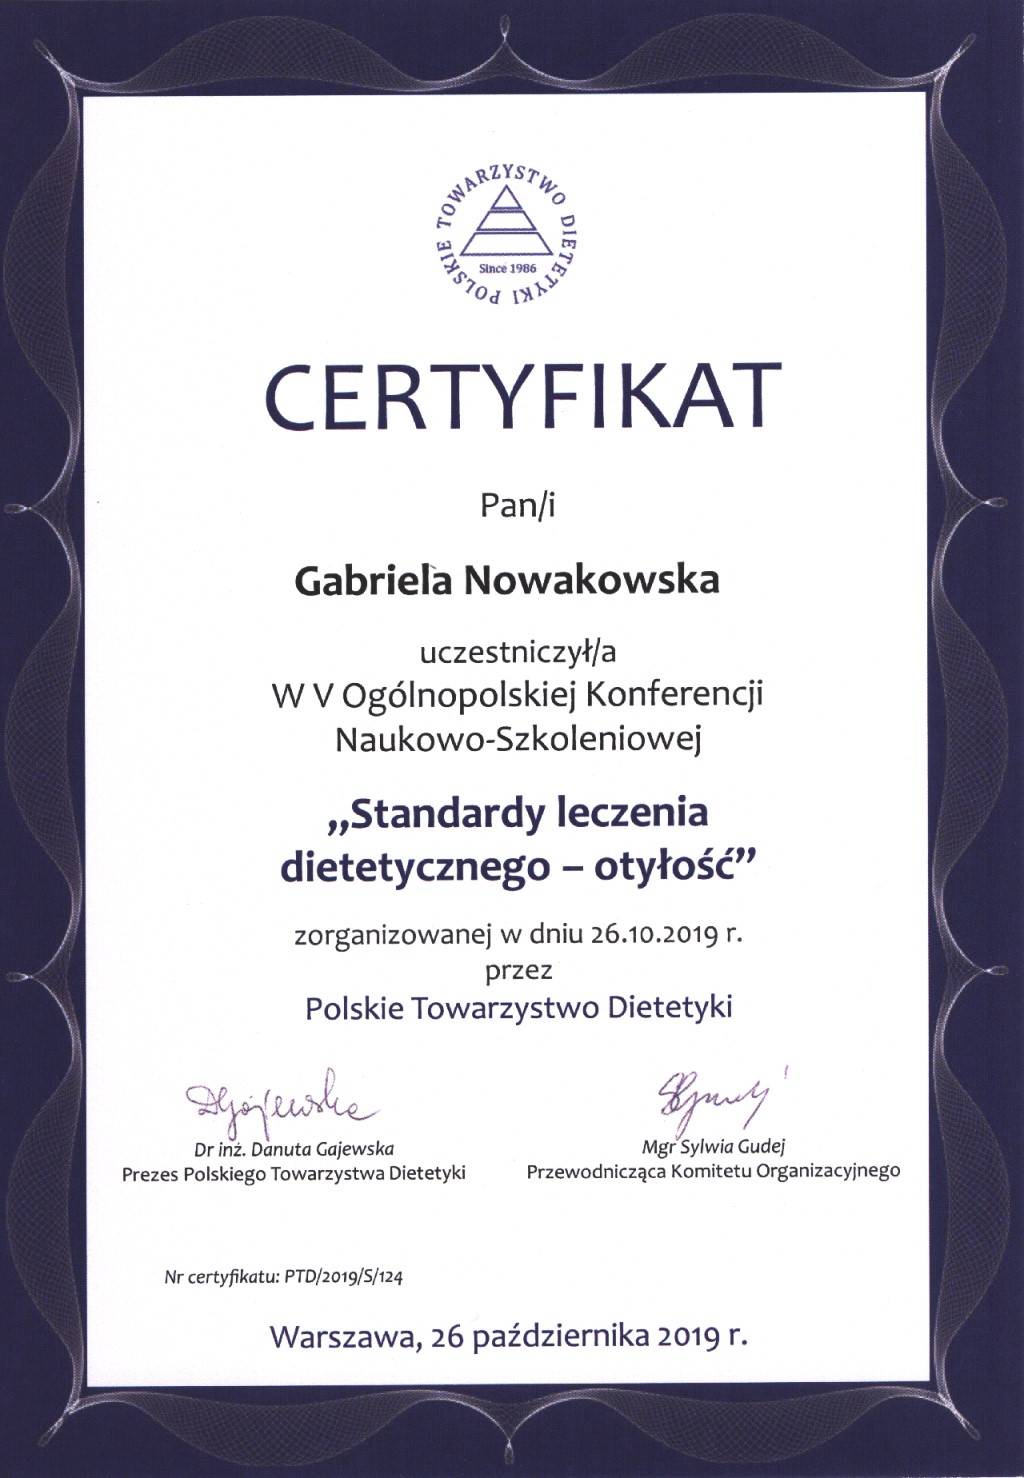 POLSKIE TOWARZYSTWO DIETETYKI
Since 1986
CERTYFIKAT
Pan/i
Gabriela Nowakowska
uczestniczył/a
W V Ogólnopolskiej Konferencji
Naukowo-Szkoleniowej
„Standardy leczenia
dietetycznego – otyłość”
zorganizowanej w dniu 26.10.2019 r.
przez
Polskie Towarzystwo Dietetyki
DGajewska
Dr inż. Danuta Gajewska
Prezes Polskiego Towarzystwa Dietetyki
Mgr Sylwia Gudej
Przewodnicząca Komitetu Organizacyjnego
Nr certyfikatu: PTD/2019/S/124
Warszawa, 26 października 2019 r.